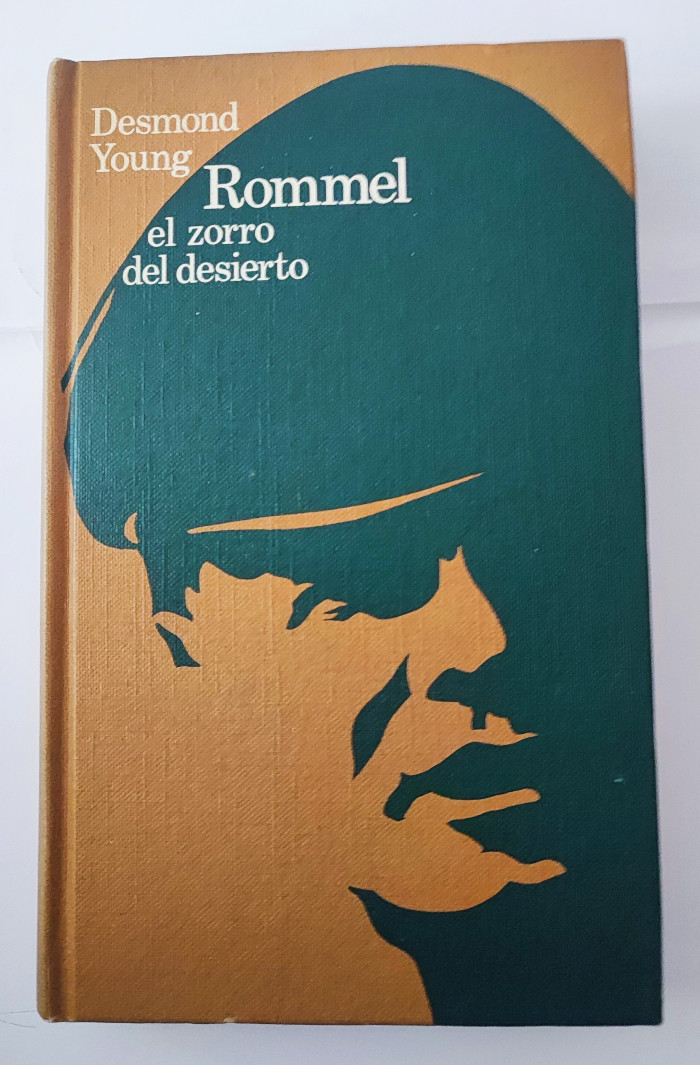 Desmond
Young
Rommel
el zorro
del desierto